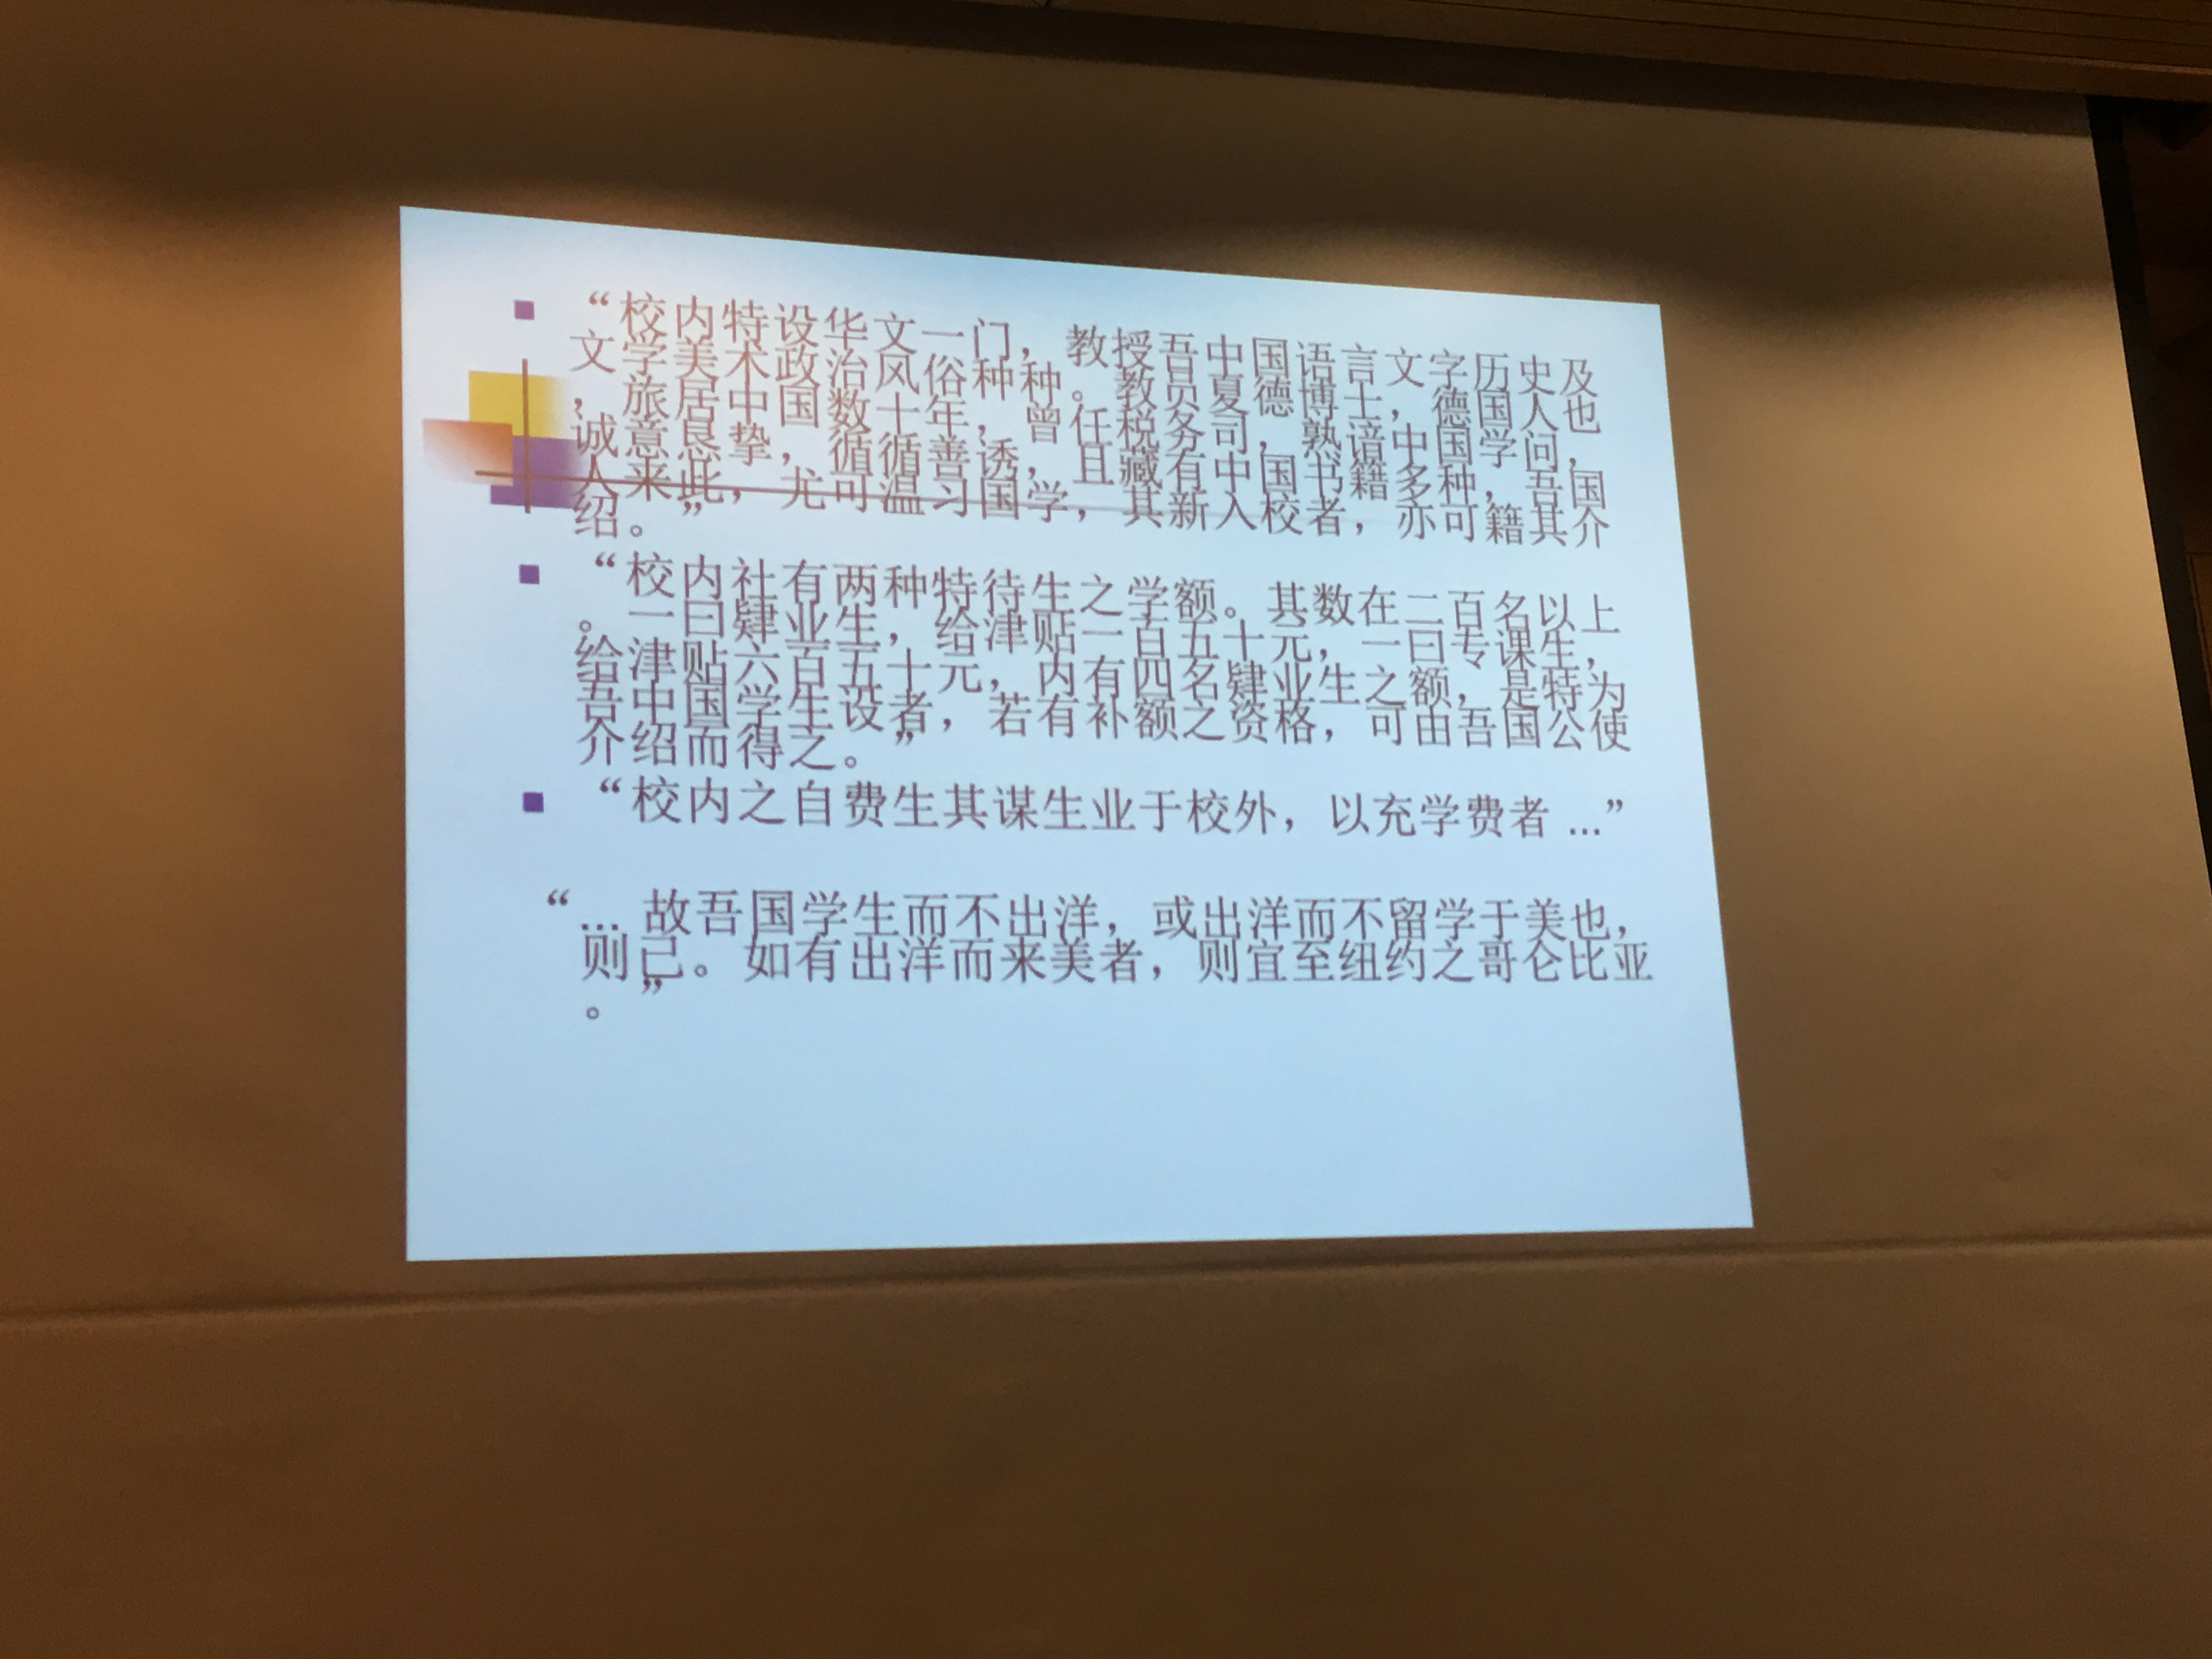 “校内特设华文一门，教授吾中国语言文字历史及
文学美术政治风俗种种。教员夏德博士，德国人也
，旅居中国数十年，曾任税务司，熟谙中国学问，
诚意恳挚，循循善诱，且藏有中国书籍多种，吾国
人来此，尤可温习国学，其新入校者，亦可籍其介
绍。”
“校内社有两种特待生之学额。其数在二百名以上
。一曰肄业生，给津贴一百五十元，一曰专课生，
给津贴六百五十元，内有四名肄业生之额，是特为
吾中国学生设者，若有补额之资格，可由吾国公使
介绍而得之。”
“校内之自费生其谋生业于校外，以充学费者 ...”
“... 故吾国学生而不出洋，或出洋而不留学于美也，
则已。如有出洋而来美者，则宜至纽约之哥仑比亚
。”